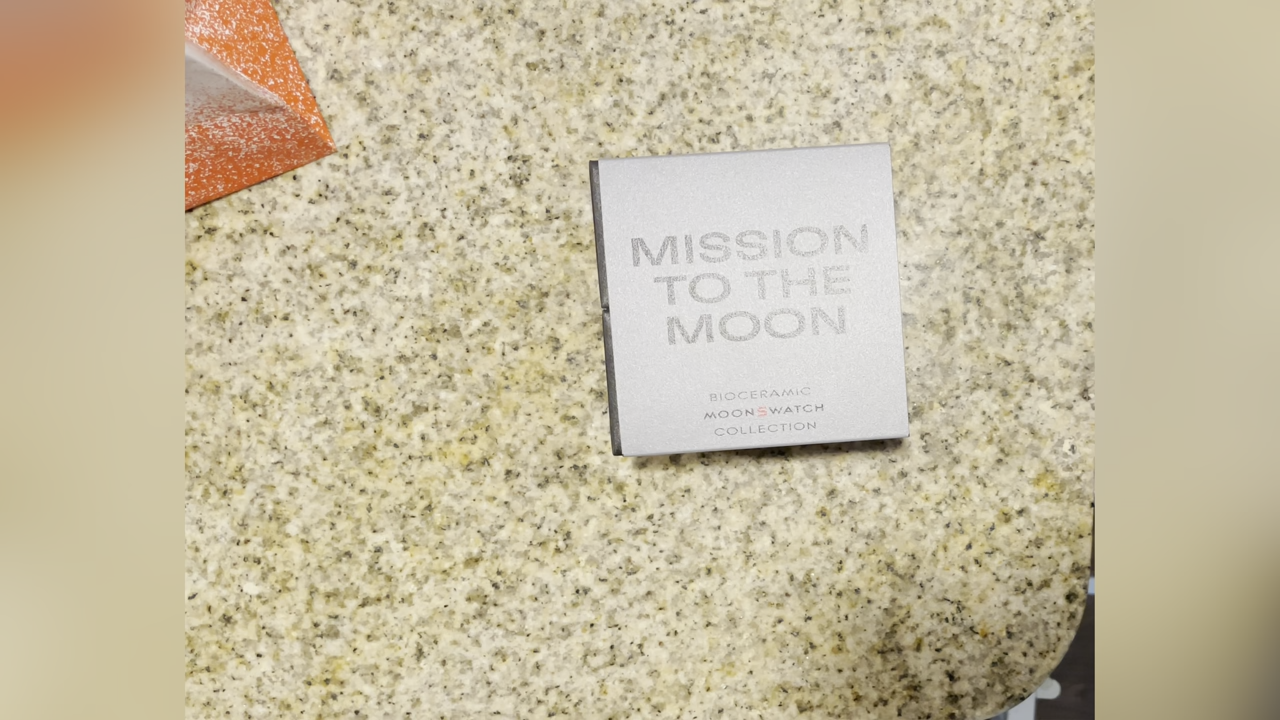 MISSION
TO THE
MOON
BIOCERAMIC
MOONSWATCH
COLLECTION